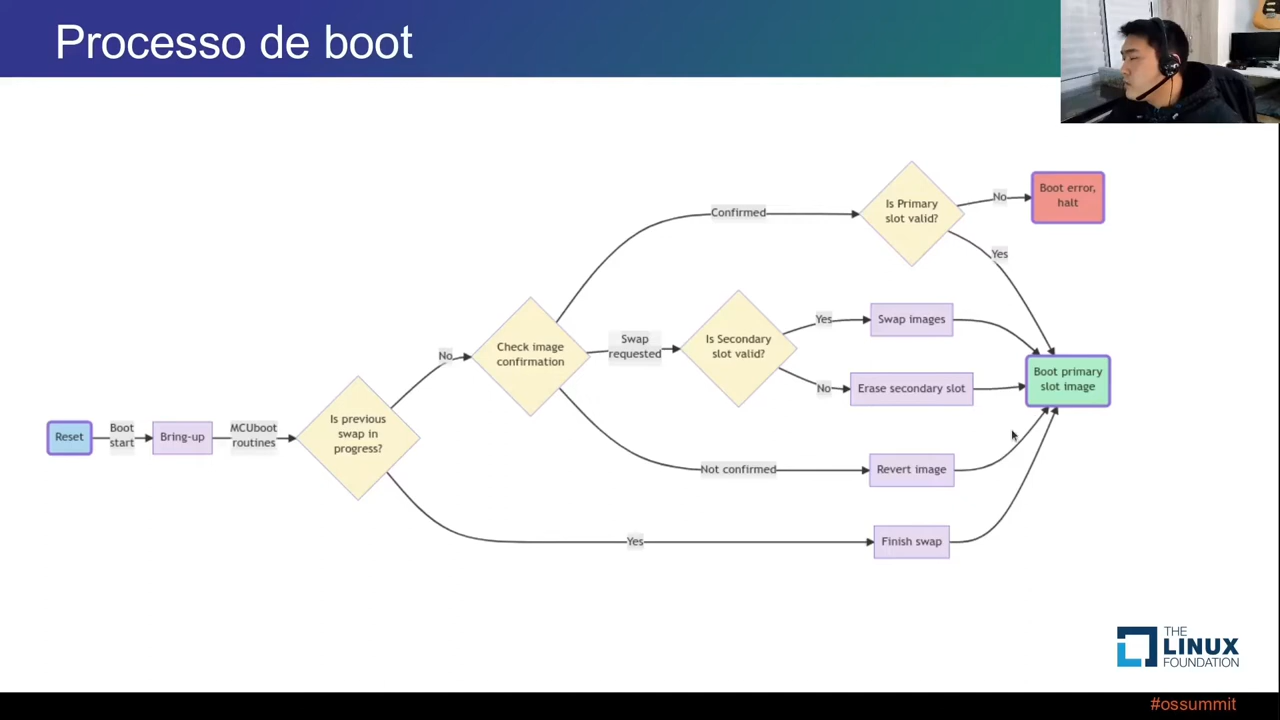 Processo de boot
Confirmed
Is Primary
slot valid?
No
Boot error,
halt
Yes
Check image
confirmation
Swap
requested
Is Secondary
slot valid?
Yes
Swap images
No
Erase secondary slot
Boot primary
slot image
Reset
Boot
start
Bring-up
MCUboot
routines
Is previous
swap in
progress?
No
Not confirmed
Revert image
Yes
Finish swap
THE
LINUX
FOUNDATION
#ossummit